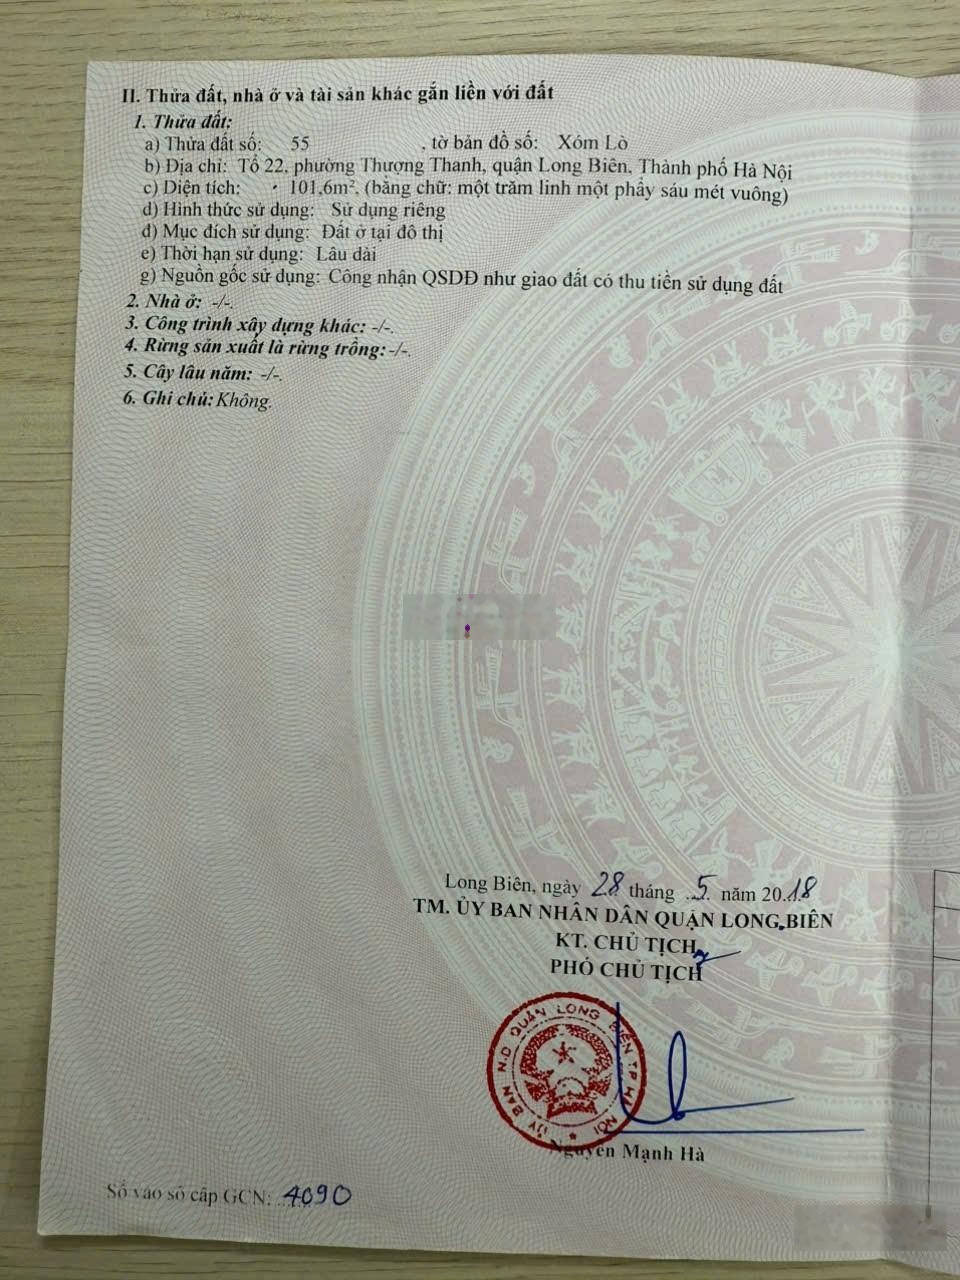 II. Thửa đất, nhà ở và tài sản khác gắn liền với đất
1. Thửa đất:
a) Thửa đất số: 55 , tờ bản đồ số: Xóm Lò
b) Địa chỉ: Tổ 22, phường Thượng Thanh, quận Long Biên, Thành phố Hà Nội
c) Diện tích: 101,6m², (bằng chữ: một trăm linh một phẩy sáu mét vuông)
d) Hình thức sử dụng: Sử dụng riêng
đ) Mục đích sử dụng: Đất ở tại đô thị
e) Thời hạn sử dụng: Lâu dài
g) Nguồn gốc sử dụng: Công nhận QSDĐ như giao đất có thu tiền sử dụng đất
2. Nhà ở: -/-.
3. Công trình xây dựng khác: -/-.
4. Rừng sản xuất là rừng trồng: -/-.
5. Cây lâu năm: -/-.
6. Ghi chú: Không.
Long Biên, ngày 28 tháng 5 năm 2018
TM. ỦY BAN NHÂN DÂN QUẬN LONG BIÊN
KT. CHỦ TỊCH
PHÓ CHỦ TỊCH
ỦY BAN N.D QUẬN LONG BIÊN T.P HÀ NỘI
Nguyễn Mạnh Hà
Số vào sổ cấp GCN: 4090